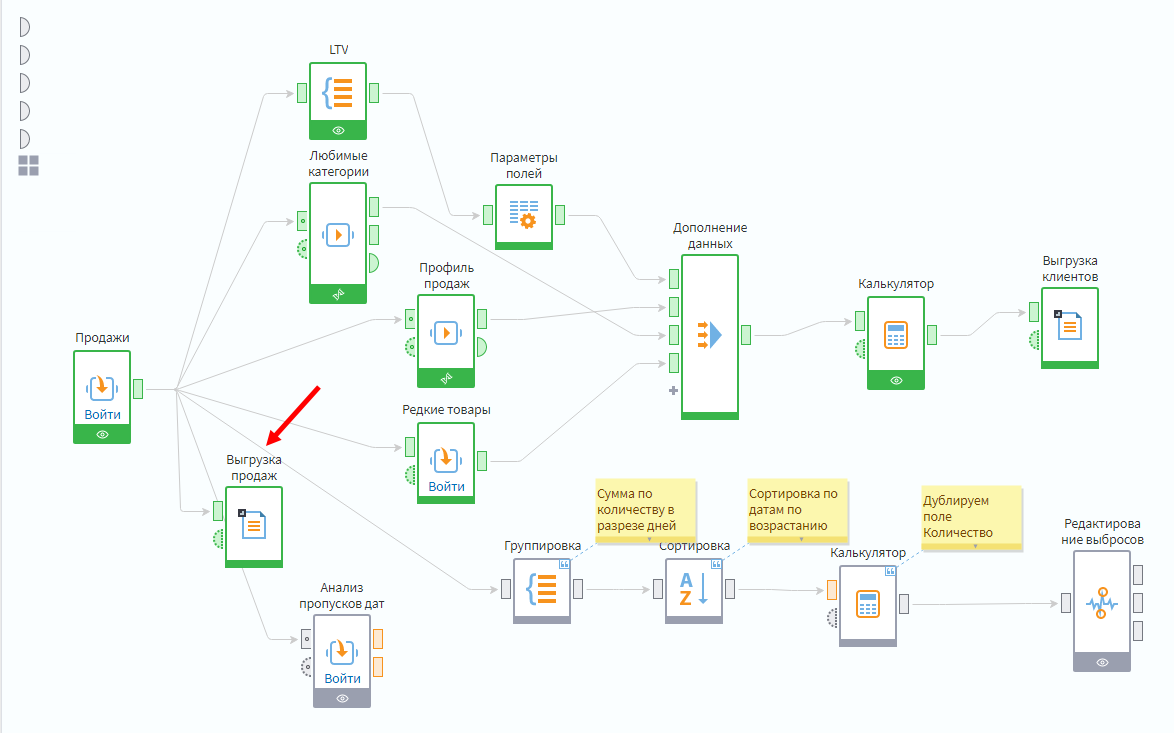 LTV
Любимые
категории
Параметры
полей
Дополнение
данных
Профиль
продаж
Калькулятор
Выгрузка
клиентов
Продажи
Войти
Редкие товары
Войти
Выгрузка
продаж
Сумма по
количеству в
разрезе дней
Сортировка по
датам по
возрастанию
Дублируем
поле
Количество
Группировка
Сортировка
A
Z
Калькулятор
Редактирова
ние выбросов
Анализ
пропусков дат
Войти